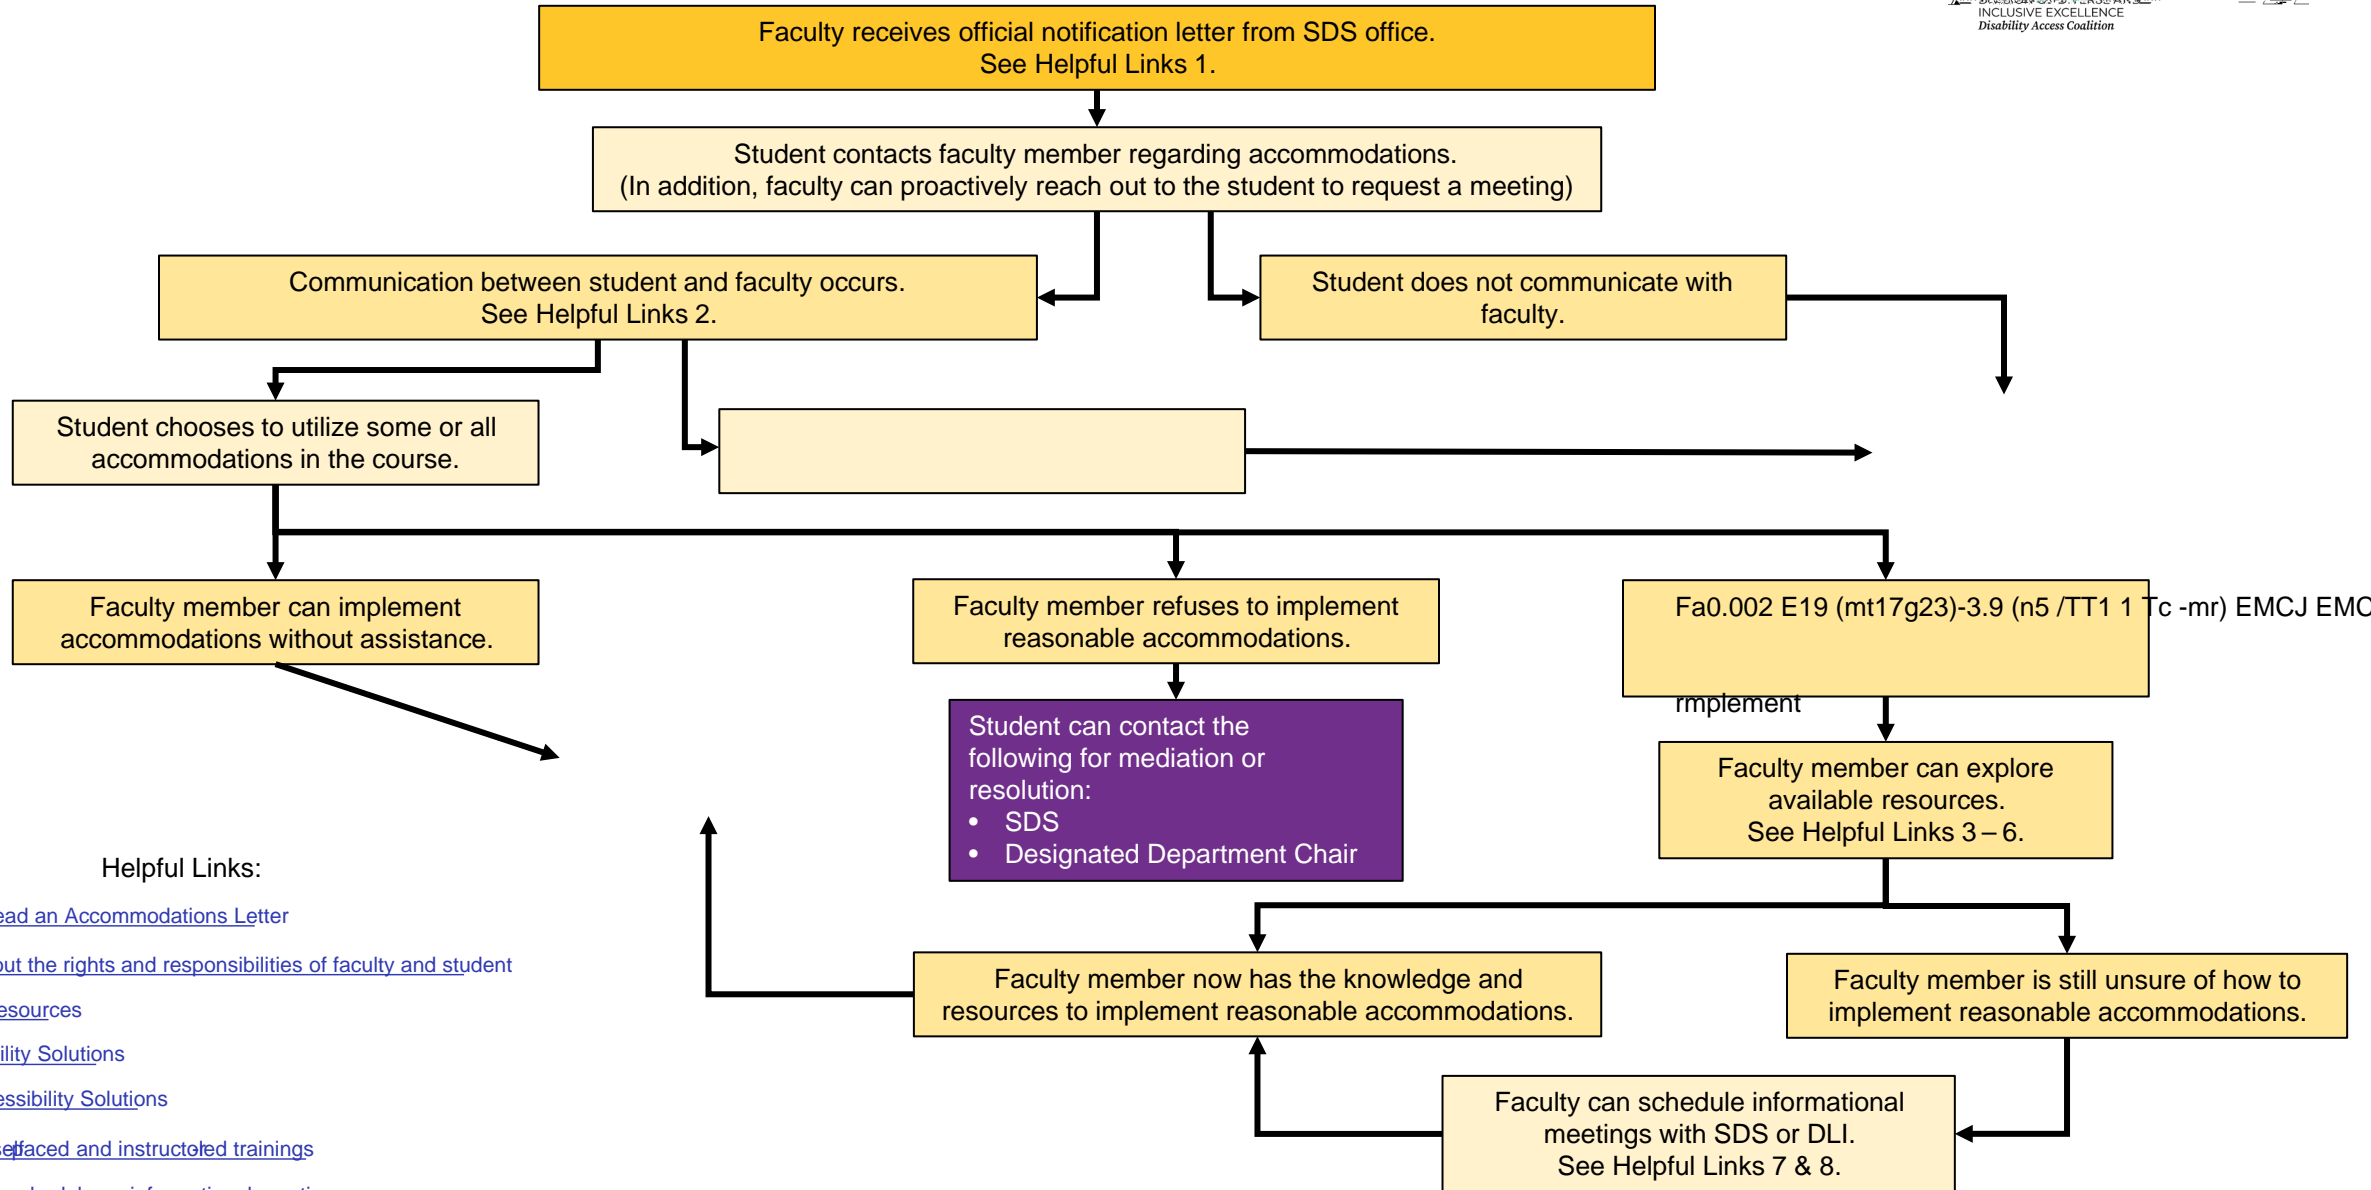 INCLUSIVE EXCELLENCE
Disability Access Coalition
Faculty receives official notification letter from SDS office.
See Helpful Links 1.
Student contacts faculty member regarding accommodations.
(In addition, faculty can proactively reach out to the student to request a meeting)
Communication between student and faculty occurs.
See Helpful Links 2.
Student does not communicate with
faculty.
Student chooses to utilize some or all
accommodations in the course.
Faculty member can implement
accommodations without assistance.
Faculty member refuses to implement
reasonable accommodations.
Fa0.002 E19 (mt17g23)-3.9 (n5 /TT1 1 Tc -mr) EMCJ EMC
rmplement
Student can contact the
following for mediation or
resolution:
• SDS
• Designated Department Chair
Faculty member can explore
available resources.
See Helpful Links 3 – 6.
Faculty member now has the knowledge and
resources to implement reasonable accommodations.
Faculty member is still unsure of how to
implement reasonable accommodations.
Faculty can schedule informational
meetings with SDS or DLI.
See Helpful Links 7 & 8.
Helpful Links:
ead an Accommodations Letter
out the rights and responsibilities of faculty and student
esources
ility Solutions
essibility Solutions
and instructor-led trainings